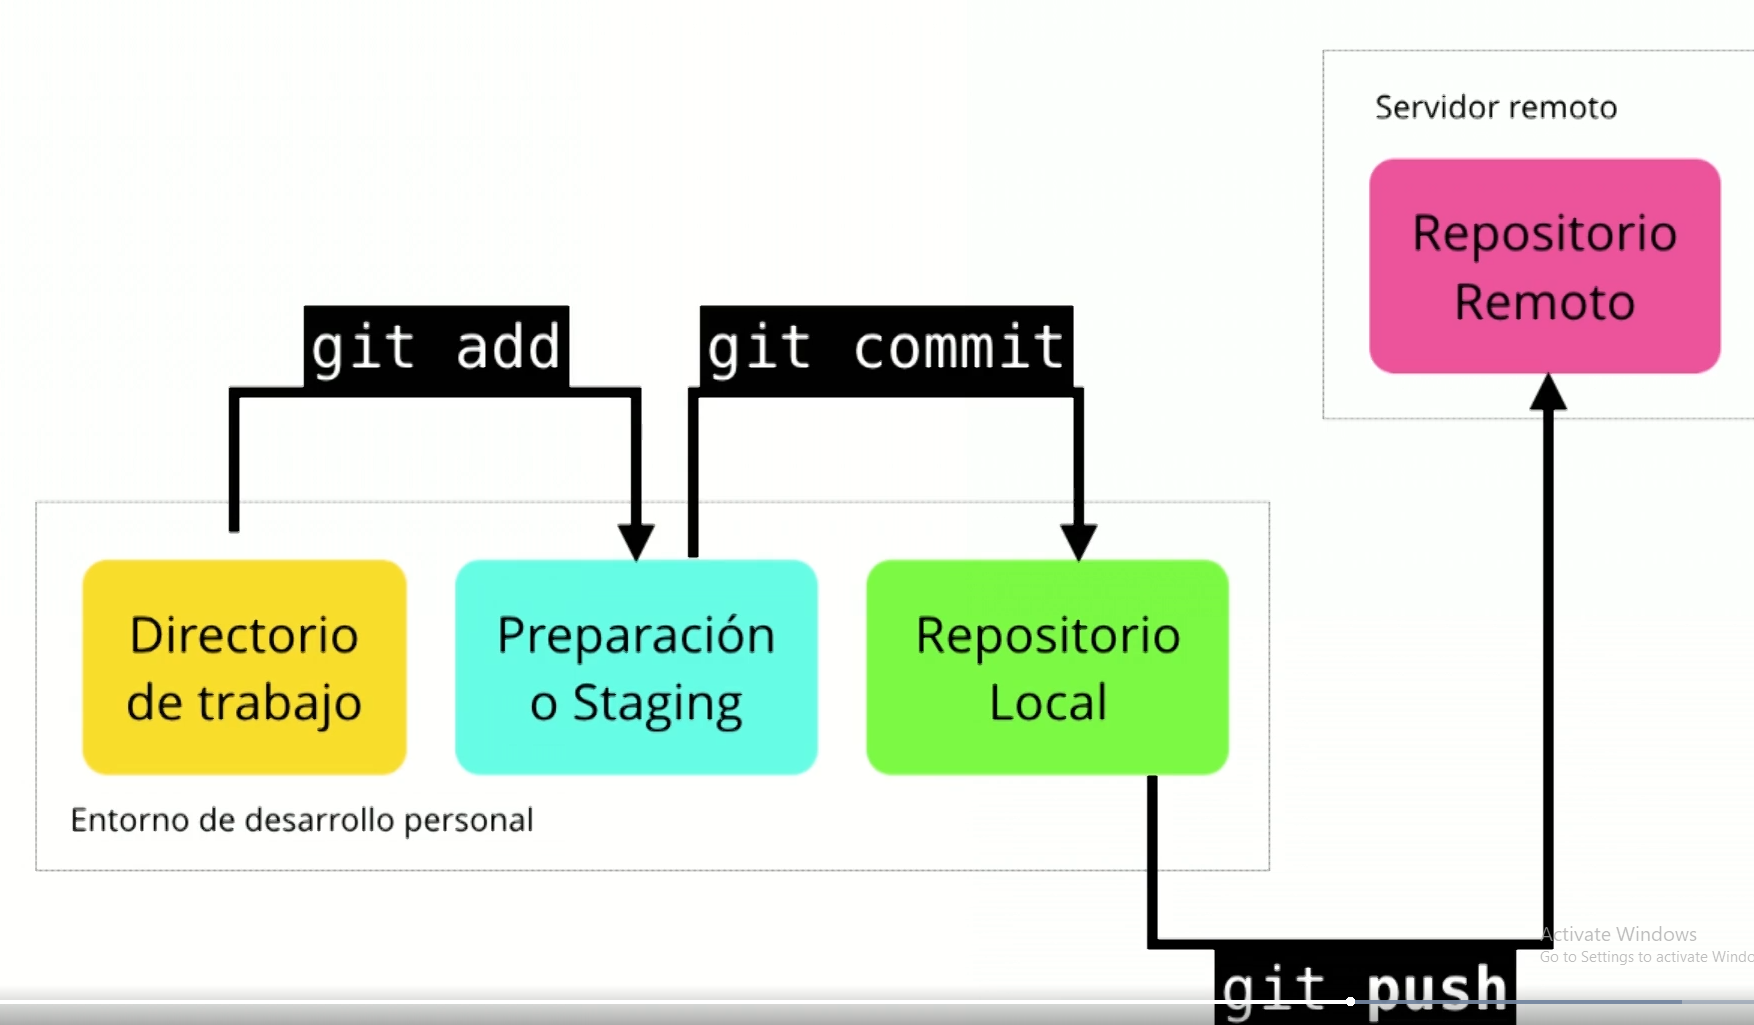 Servidor remoto
Repositorio
Remoto
git add
git commit
Directorio
de trabajo
Preparación
o Staging
Repositorio
Local
Entorno de desarrollo personal
Activate Windows
Go to Settings to activate
git push